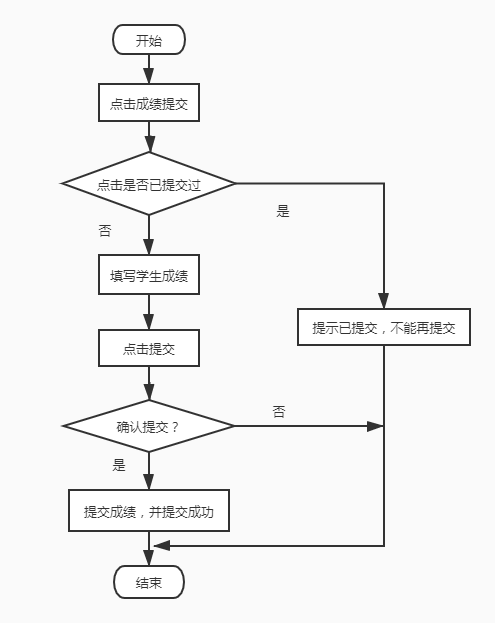 开始
点击成绩提交
点击是否已提交过
是
否
填写学生成绩
提示已提交，不能再提交
点击提交
否
确认提交？
是
提交成绩，并提交成功
结束